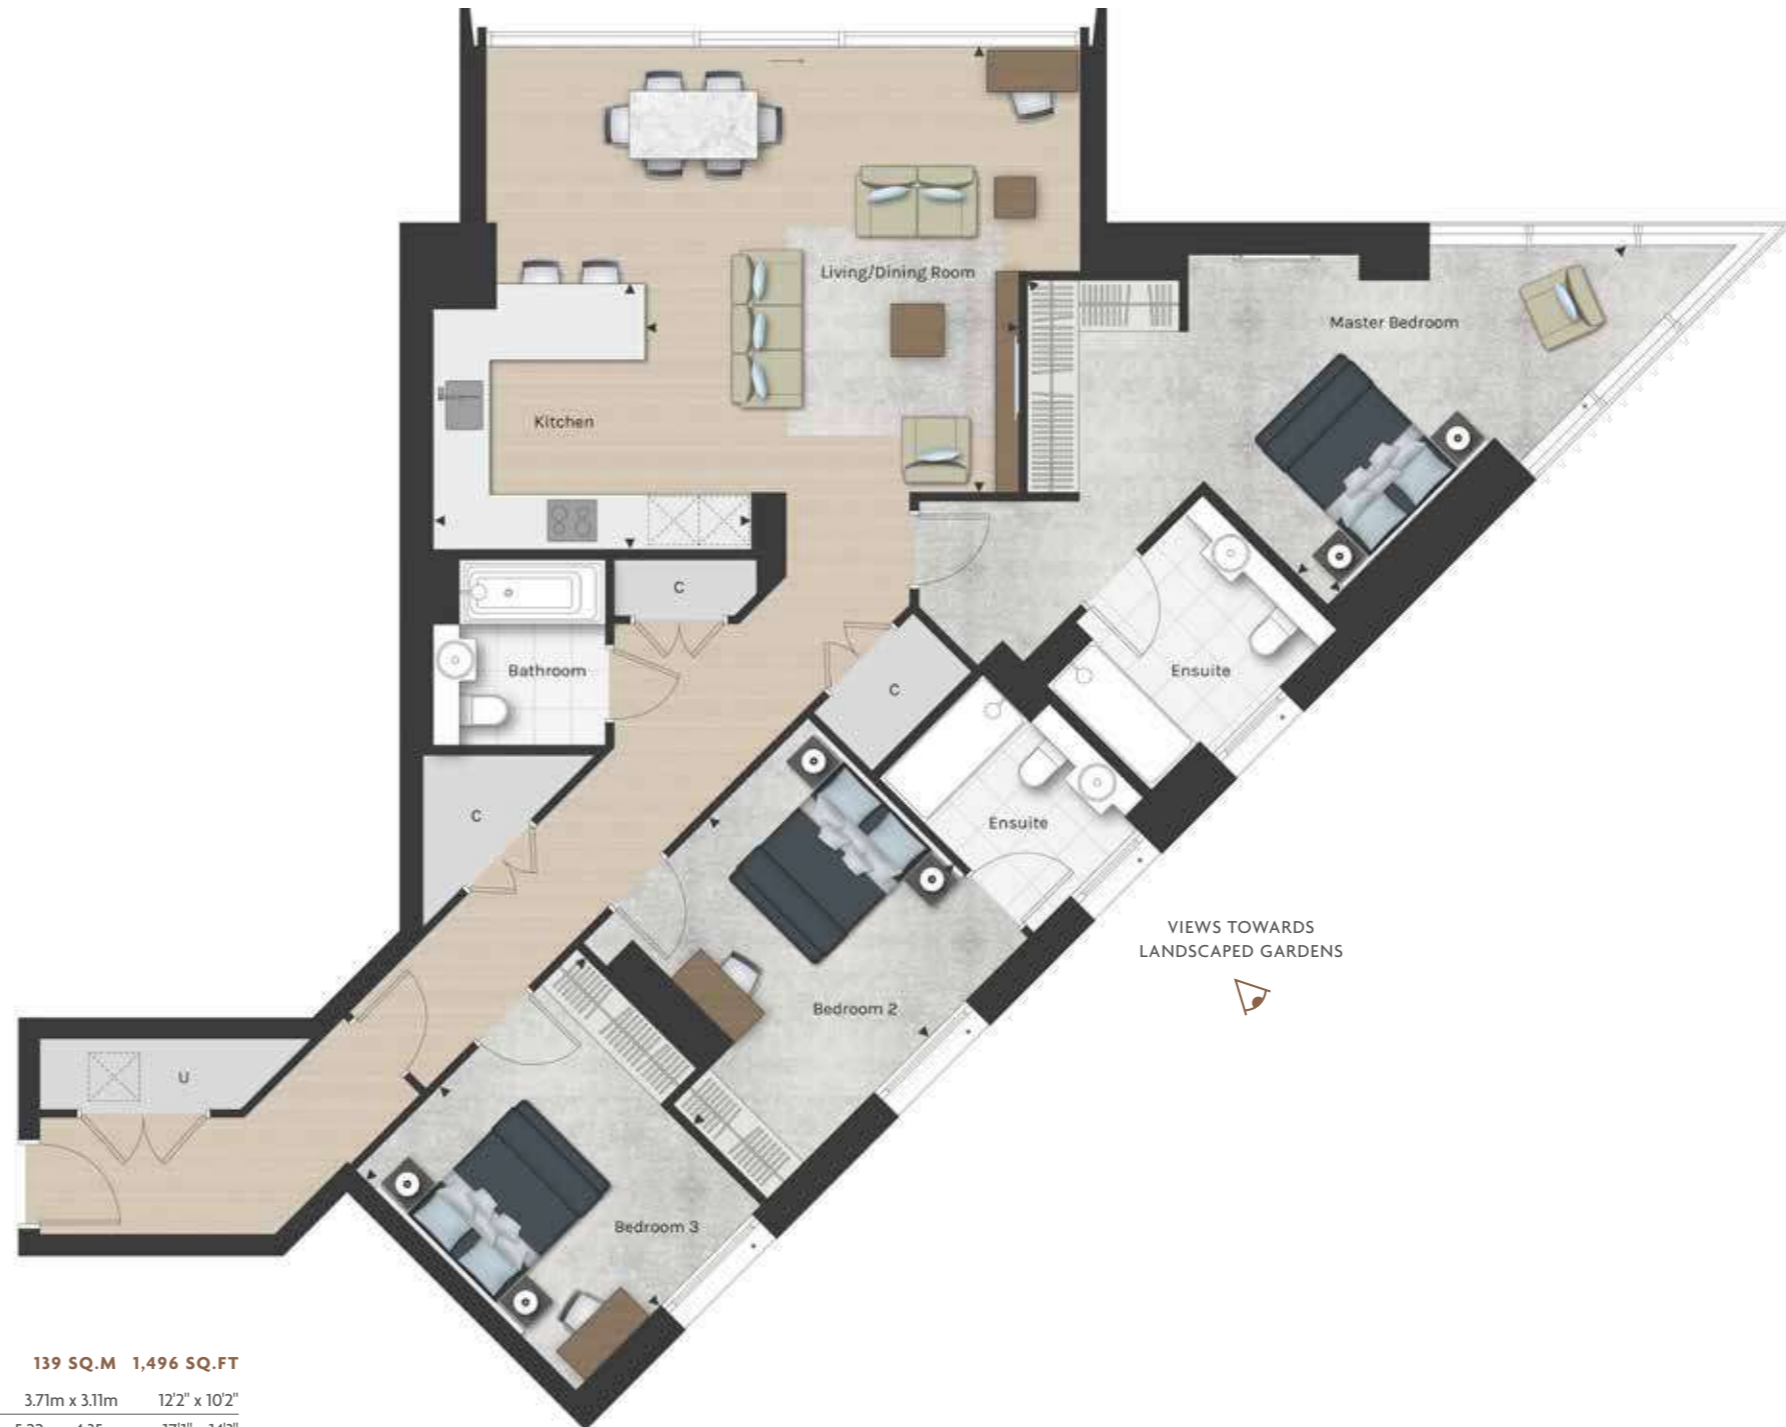 Living/Dining Room
Master Bedroom
Kitchen
C
Bathroom
Ensuite
C
C
Ensuite
VIEWS TOWARDS
LANDSCAPED GARDENS
Bedroom 2
U
Bedroom 3
139 SQ.M 1,496 SQ.FT
3.71m x 3.11m 12'2" x 10'2"